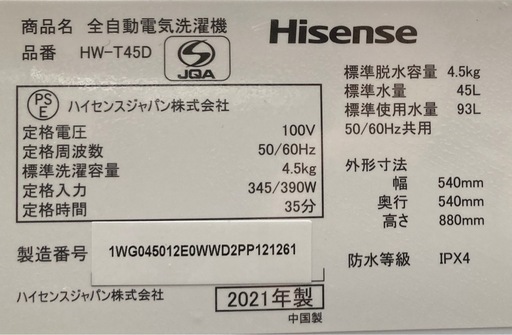 商品名 全自動電気洗濯機
品番 HW-T45D
S
JQA
Hisense
PS
E
ハイセンスジャパン株式会社
定格電圧 100V
定格周波数 50/60Hz
標準洗濯容量 4.5kg
定格入力 345/390W
定格時間 35分
標準脱水容量 4.5kg
標準水量 45L
標準使用水量 93L
50/60Hz共用
外形寸法
幅 540mm
奥行 540mm
高さ 880mm
製造番号 1WG045012E0WWD2PP121261
防水等級 IPX4
ハイセンスジャパン株式会社 2021年製
中国製